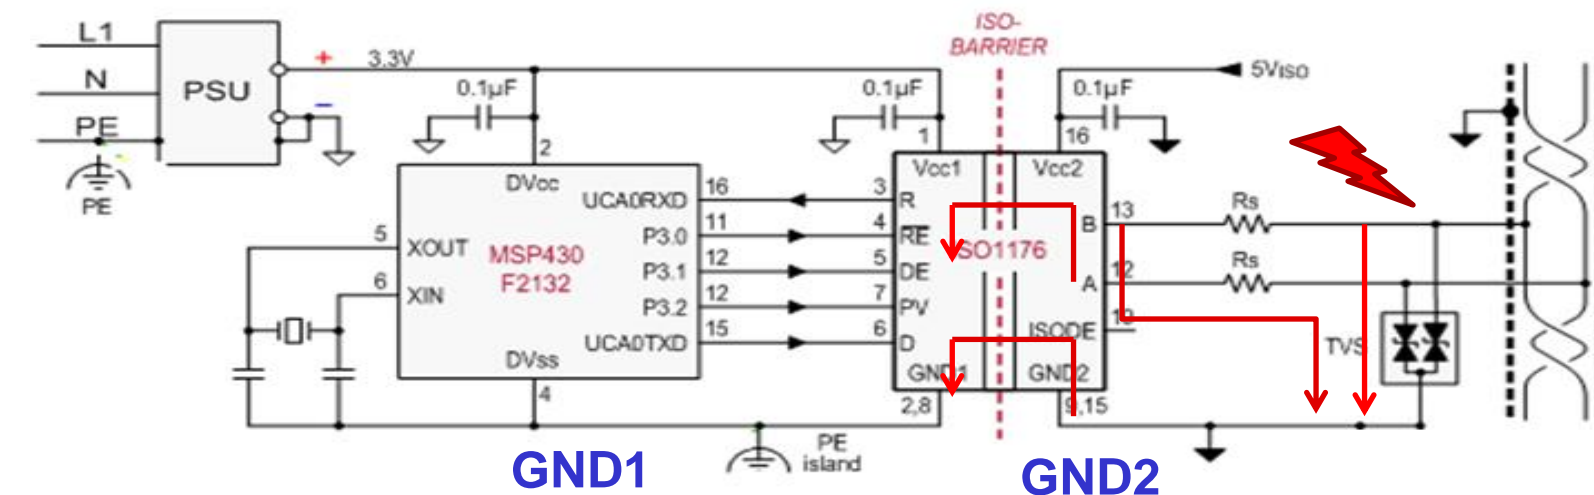 L1
N
PE
PE
PSU
+
−
3.3V
0.1µF
2
DVcc
MSP430
F2132
5
XOUT
6
XIN
UCA0RXD
16
P3.0
11
P3.1
12
P3.2
12
UCA0TXD
15
DVss
4
0.1µF
1
ISO-
BARRIER
5VISO
0.1µF
16
Vcc1
Vcc2
3
R
4
RE
5
DE
7
PV
6
D
SO1176
GND1
2,8
B
13
A
12
ISODE
10
GND2
9,15
Rs
Rs
TVS
PE
island
GND1
GND2